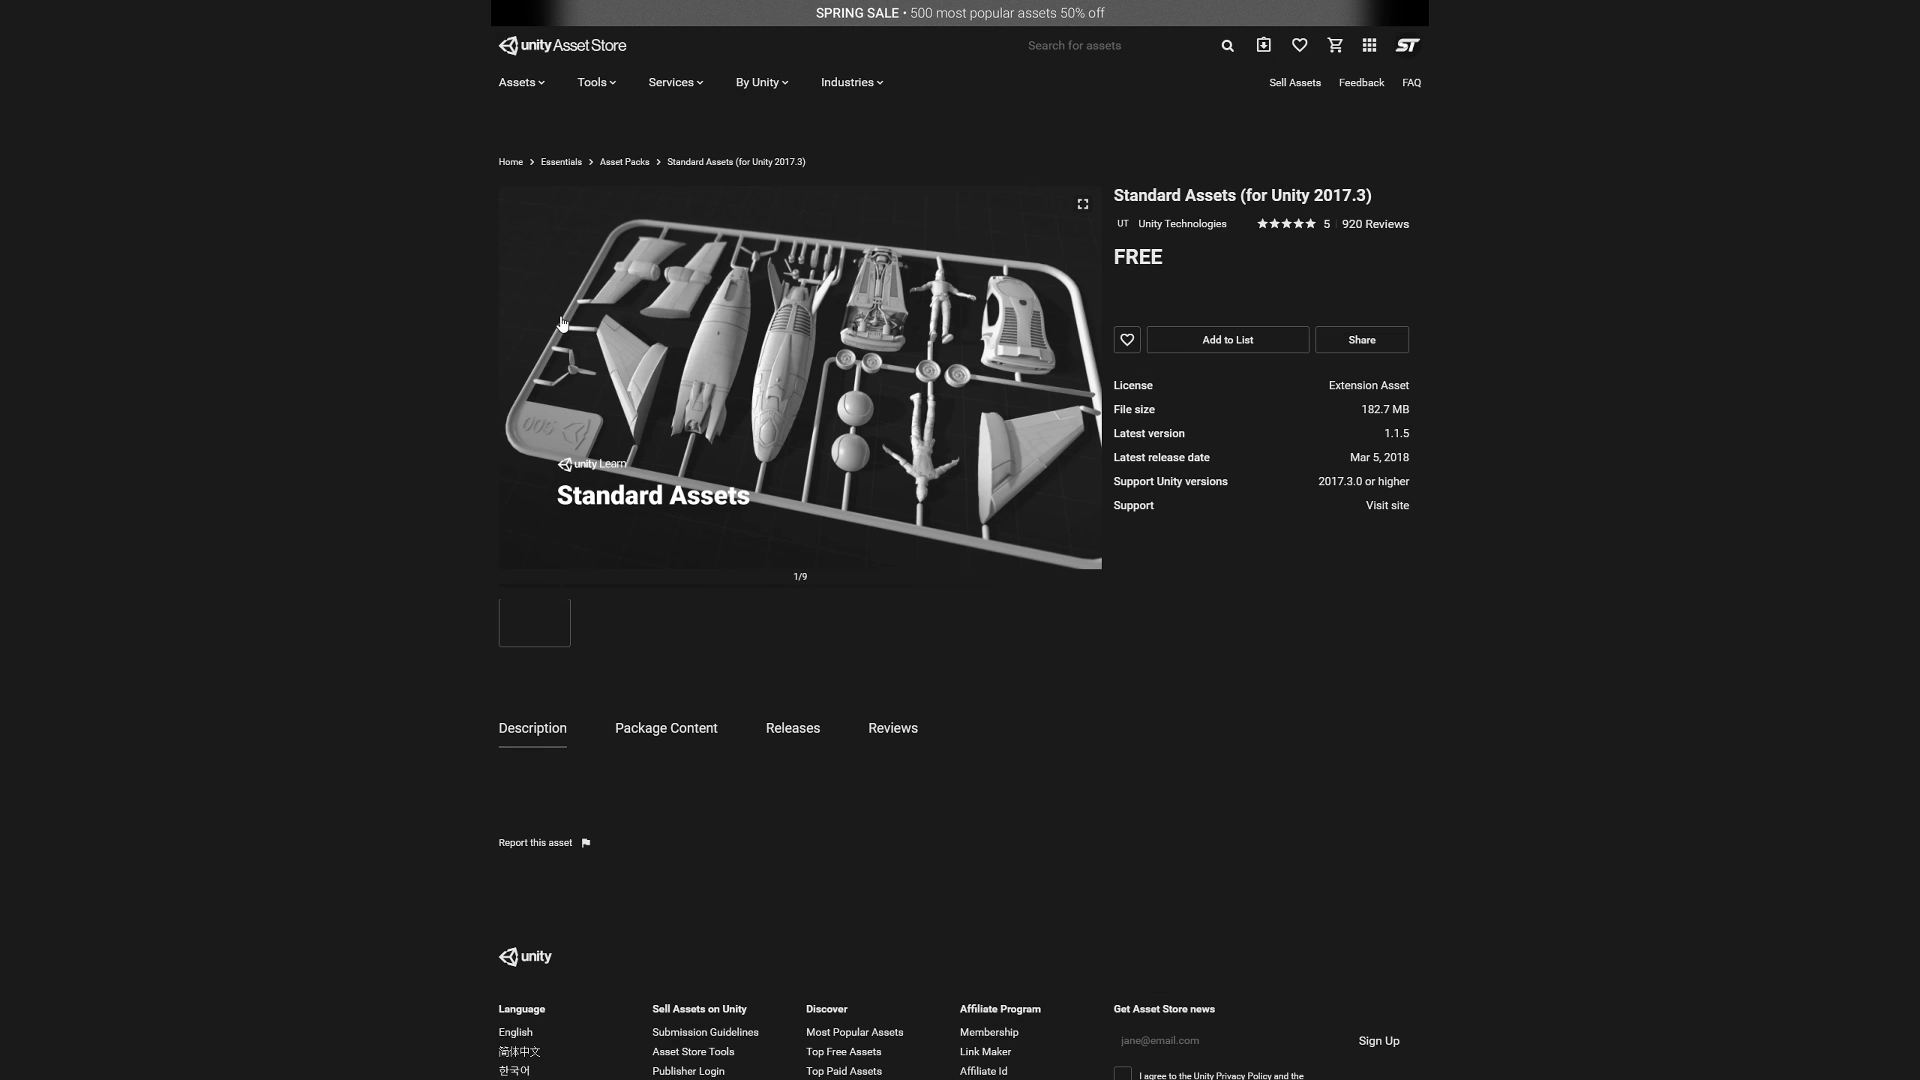 SPRING SALE • 500 most popular assets 50% off
unity Asset Store
Search for assets
ST
Assets
Tools
Services
By Unity
Industries
Sell Assets
Feedback
FAQ
Home > Essentials > Asset Packs > Standard Assets (for Unity 2017.3)
005
unity Learn
Standard Assets
1/9
Standard Assets (for Unity 2017.3)
UT Unity Technologies
5 920 Reviews
FREE
Add to List
Share
License Extension Asset
File size 182.7 MB
Latest version 1.1.5
Latest release date Mar 5, 2018
Support Unity versions 2017.3.0 or higher
Support Visit site
Description
Package Content
Releases
Reviews
Report this asset
unity
Language
English
简体中文
한국어
Sell Assets on Unity
Submission Guidelines
Asset Store Tools
Publisher Login
Discover
Most Popular Assets
Top Free Assets
Top Paid Assets
Affiliate Program
Membership
Link Maker
Affiliate Id
Get Asset Store news
jane@email.com
Sign Up
I agree to the Unity Privacy Policy and the